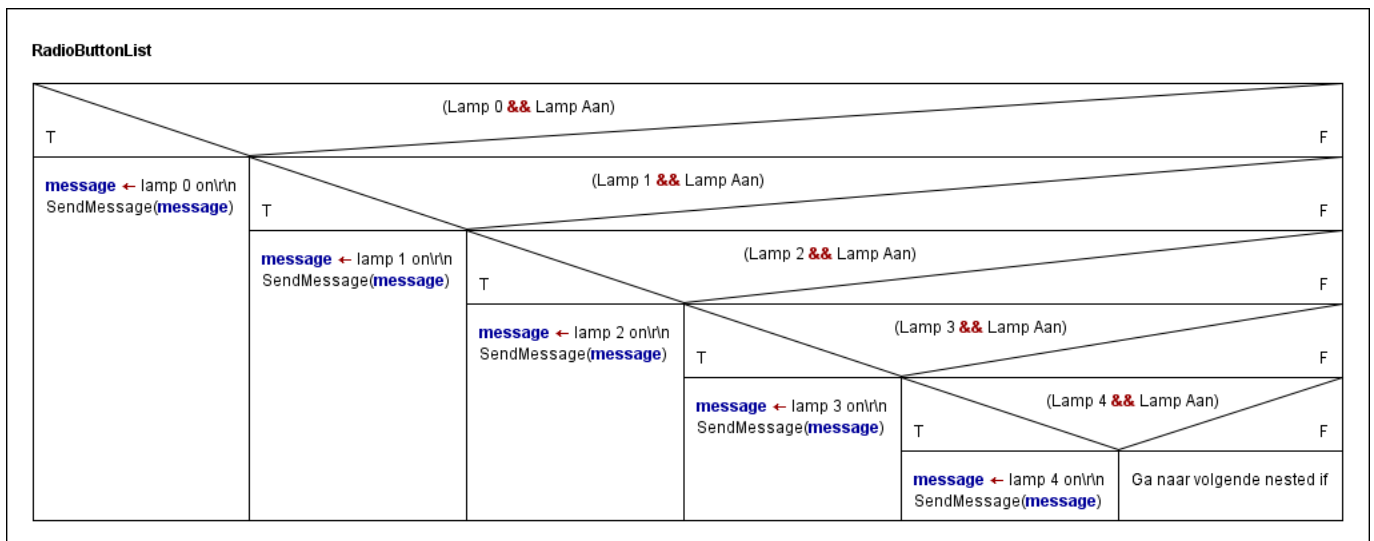 RadioButtonList
(Lamp 0 && Lamp Aan)
T
F
message ← lamp 0 on\r\n
SendMessage(message)
(Lamp 1 && Lamp Aan)
T
F
message ← lamp 1 on\r\n
SendMessage(message)
(Lamp 2 && Lamp Aan)
T
F
message ← lamp 2 on\r\n
SendMessage(message)
(Lamp 3 && Lamp Aan)
T
F
message ← lamp 3 on\r\n
SendMessage(message)
(Lamp 4 && Lamp Aan)
T
F
message ← lamp 4 on\r\n
SendMessage(message)
Ga naar volgende nested if